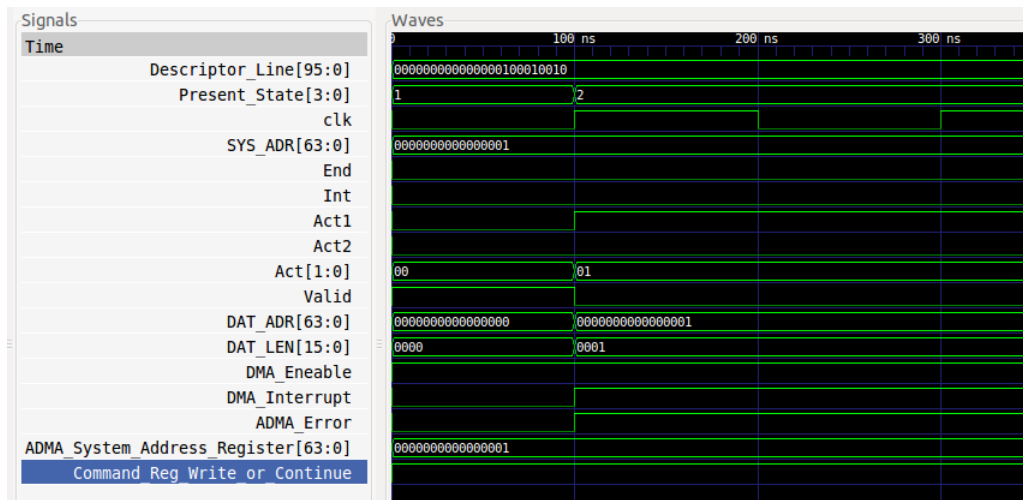 Signals Waves
Time 0 100 ns 200 ns 300 ns
Descriptor_Line[95:0] 000000000000000100010010
Present_State[3:0] 1 2
clk
SYS_ADR[63:0] 0000000000000001
End
Int
Act1
Act2
Act[1:0] 00 01
Valid
DAT_ADR[63:0] 0000000000000000 0000000000000001
DAT_LEN[15:0] 0000 0001
DMA_Eneable
DMA_Interrupt
ADMA_Error
ADMA_System_Address_Register[63:0] 0000000000000001
Command_Reg_Write_or_Continue